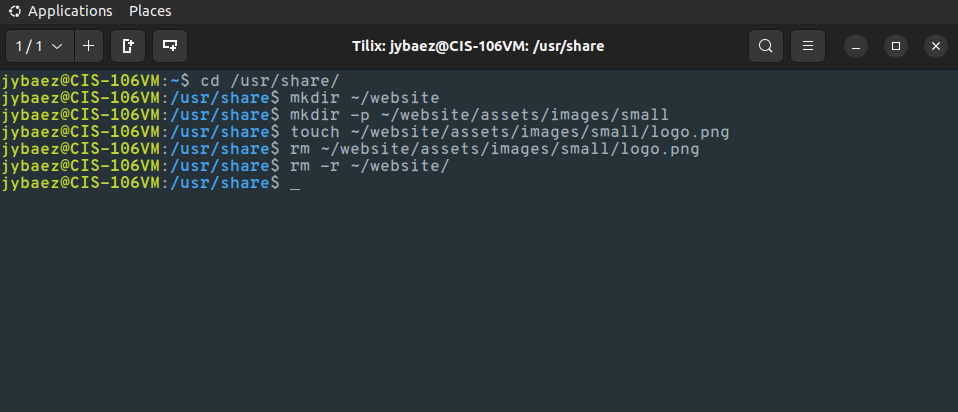 Applications Places
1 / 1
Tilix: jybaez@CIS-106VM: /usr/share
jybaez@CIS-106VM:~$ cd /usr/share/
jybaez@CIS-106VM:/usr/share$ mkdir ~/website
jybaez@CIS-106VM:/usr/share$ mkdir -p ~/website/assets/images/small
jybaez@CIS-106VM:/usr/share$ touch ~/website/assets/images/small/logo.png
jybaez@CIS-106VM:/usr/share$ rm ~/website/assets/images/small/logo.png
jybaez@CIS-106VM:/usr/share$ rm -r ~/website/
jybaez@CIS-106VM:/usr/share$ _